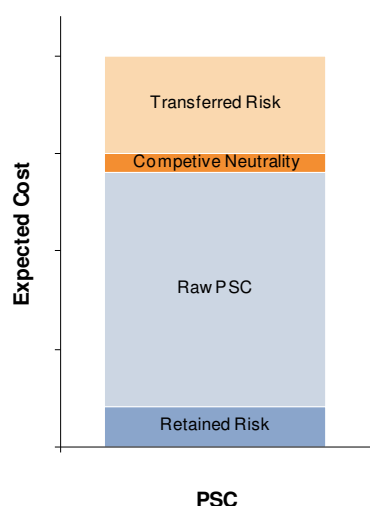 Transferred Risk
Competive Neutrality
Expected Cost
Raw PSC
Retained Risk
PSC